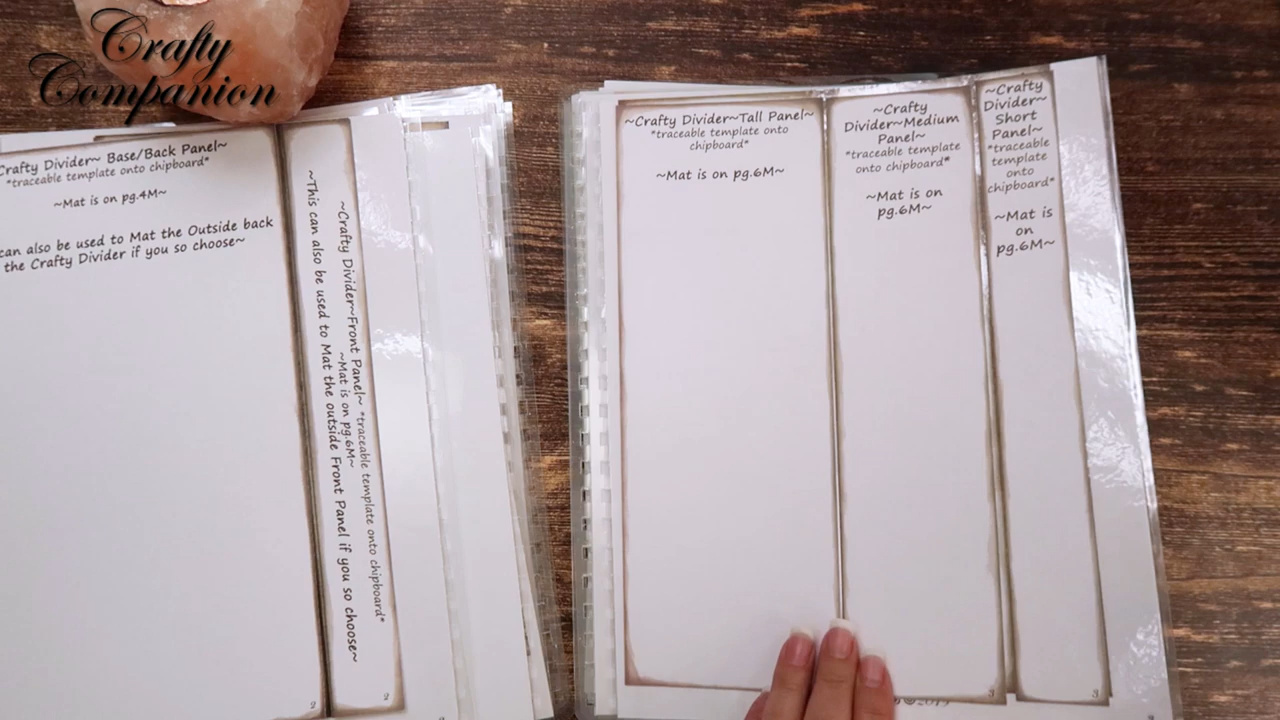 Crafty
Companion
Crafty Divider~ Base/Back Panel~
*traceable template onto chipboard*
~Mat is on pg.4M~
can also be used to Mat the Outside back
the Crafty Divider if you so choose~
2
~Crafty Divider~Front Panel~ *traceable template onto chipboard*
~Mat is on pg.6M~
~This can also be used to Mat the outside Front Panel if you so choose~
2
~Crafty Divider~Tall Panel~
*traceable template onto
chipboard*
~Mat is on pg.6M~
~Crafty
Divider~Medium
Panel~
*traceable template
onto chipboard*
~Mat is on
pg.6M~
3
~Crafty
Divider~
Short
Panel~
*traceable
template
onto
chipboard*
~Mat is
on
pg.6M~
3
©2019